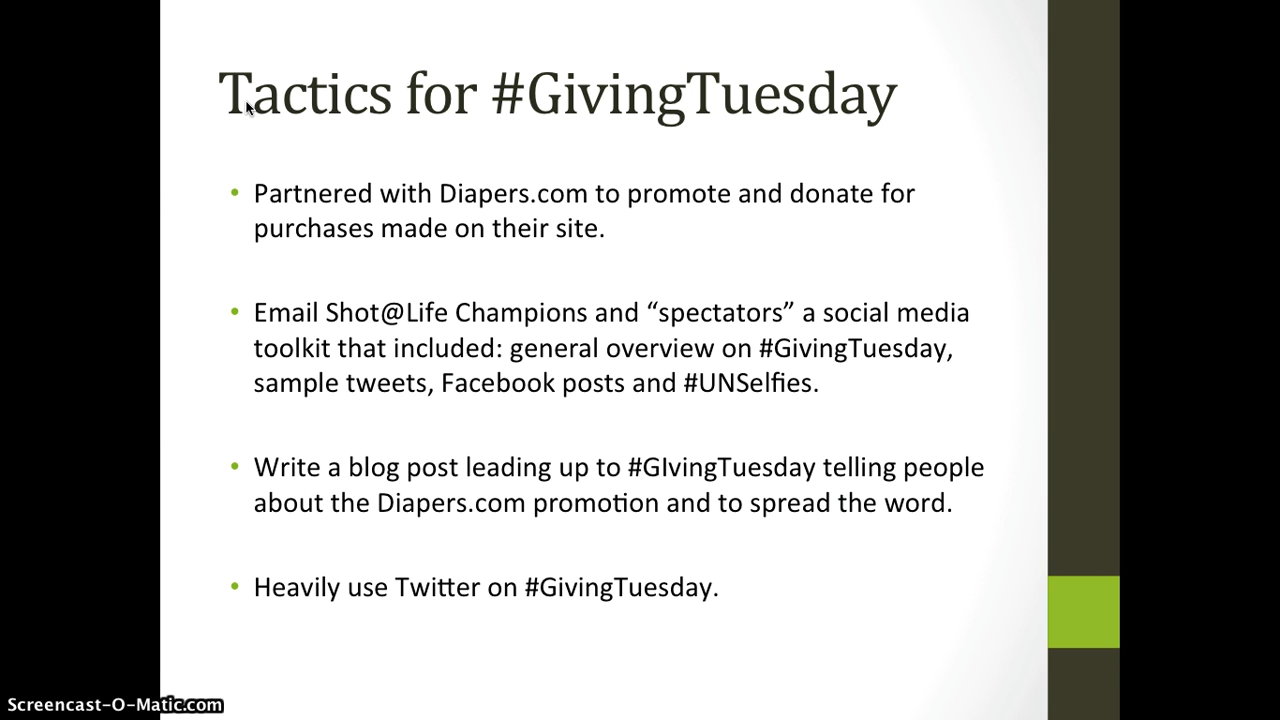 Tactics for #GivingTuesday
• Partnered with Diapers.com to promote and donate for
purchases made on their site.
• Email Shot@Life Champions and “spectators” a social media
toolkit that included: general overview on #GivingTuesday,
sample tweets, Facebook posts and #UNSelfies.
• Write a blog post leading up to #GIvingTuesday telling people
about the Diapers.com promotion and to spread the word.
• Heavily use Twitter on #GivingTuesday.
Screencast-O-Matic.com